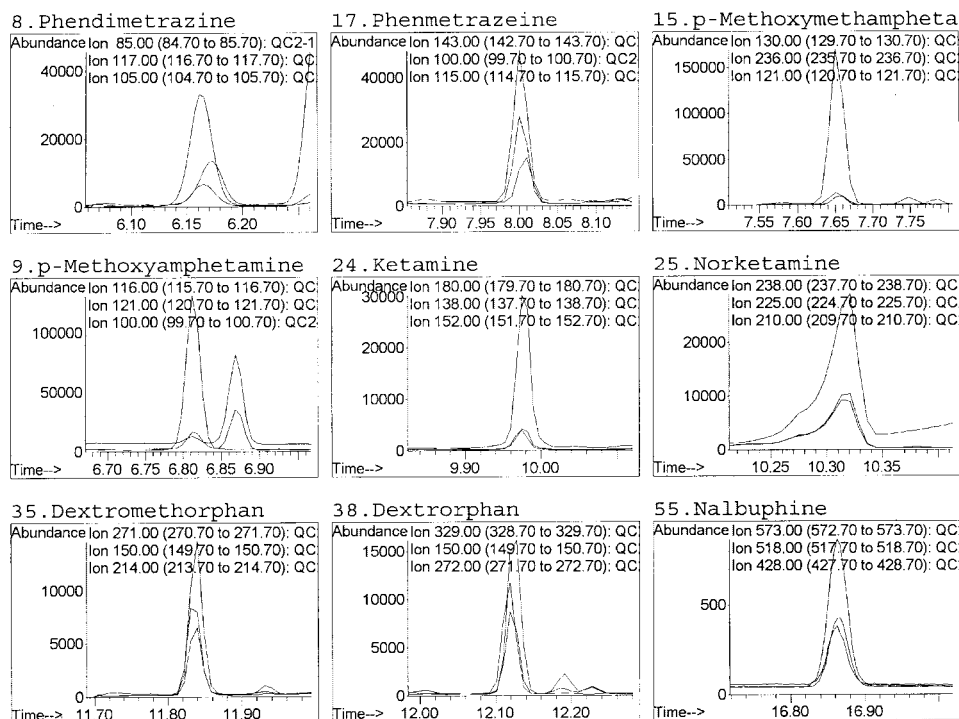 8.Phendimetrazine
Abundance Ion 85.00 (84.70 to 85.70): QC2-1
Ion 117.00 (116.70 to 117.70): QC
Ion 105.00 (104.70 to 105.70): QC
40000
20000
0
6.10 6.20
Time-->
17.Phenmetrazeine
Abundance Ion 143.00 (142.70 to 143.70): QC
Ion 100.00 (99.70 to 100.70): QC2
Ion 115.00 (114.70 to 115.70): QC
40000
20000
0
7.90 7.95 8.00 8.05 8.10
Time-->
15.p-Methoxymethampheta
Abundance Ion 130.00 (129.70 to 130.70): QC
Ion 236.00 (235.70 to 236.70): QC
Ion 121.00 (120.70 to 121.70): QC
150000
100000
50000
0
7.55 7.60 7.65 7.70 7.75
Time-->
9.p-Methoxyamphetamine
Abundance Ion 116.00 (115.70 to 116.70): QC
Ion 121.00 (120.70 to 121.70): QC
Ion 100.00 (99.70 to 100.70): QC2-
100000
50000
0
6.70 6.75 6.80 6.85 6.90
Time-->
24.Ketamine
Abundance Ion 180.00 (179.70 to 180.70): QC
30000 Ion 138.00 (137.70 to 138.70): QC
Ion 152.00 (151.70 to 152.70): QC
20000
10000
0
9.90 10.00
Time-->
25.Norketamine
Abundance Ion 238.00 (237.70 to 238.70): QC
Ion 225.00 (224.70 to 225.70): QC
Ion 210.00 (209.70 to 210.70): QC
20000
10000
0
10.25 10.30 10.35
Time-->
35.Dextromethorphan
Abundance Ion 271.00 (270.70 to 271.70): QC
Ion 150.00 (149.70 to 150.70): QC
Ion 214.00 (213.70 to 214.70): QC
10000
5000
0
11.70 11.80 11.90
Time-->
38.Dextrorphan
Abundance Ion 329.00 (328.70 to 329.70): QC
15000 Ion 150.00 (149.70 to 150.70): QC
Ion 272.00 (271.70 to 272.70): QC
10000
5000
0
12.00 12.10 12.20
Time-->
55.Nalbuphine
Abundance Ion 573.00 (572.70 to 573.70): QC
Ion 518.00 (517.70 to 518.70): QC
Ion 428.00 (427.70 to 428.70): QC
500
0
16.80 16.90
Time-->